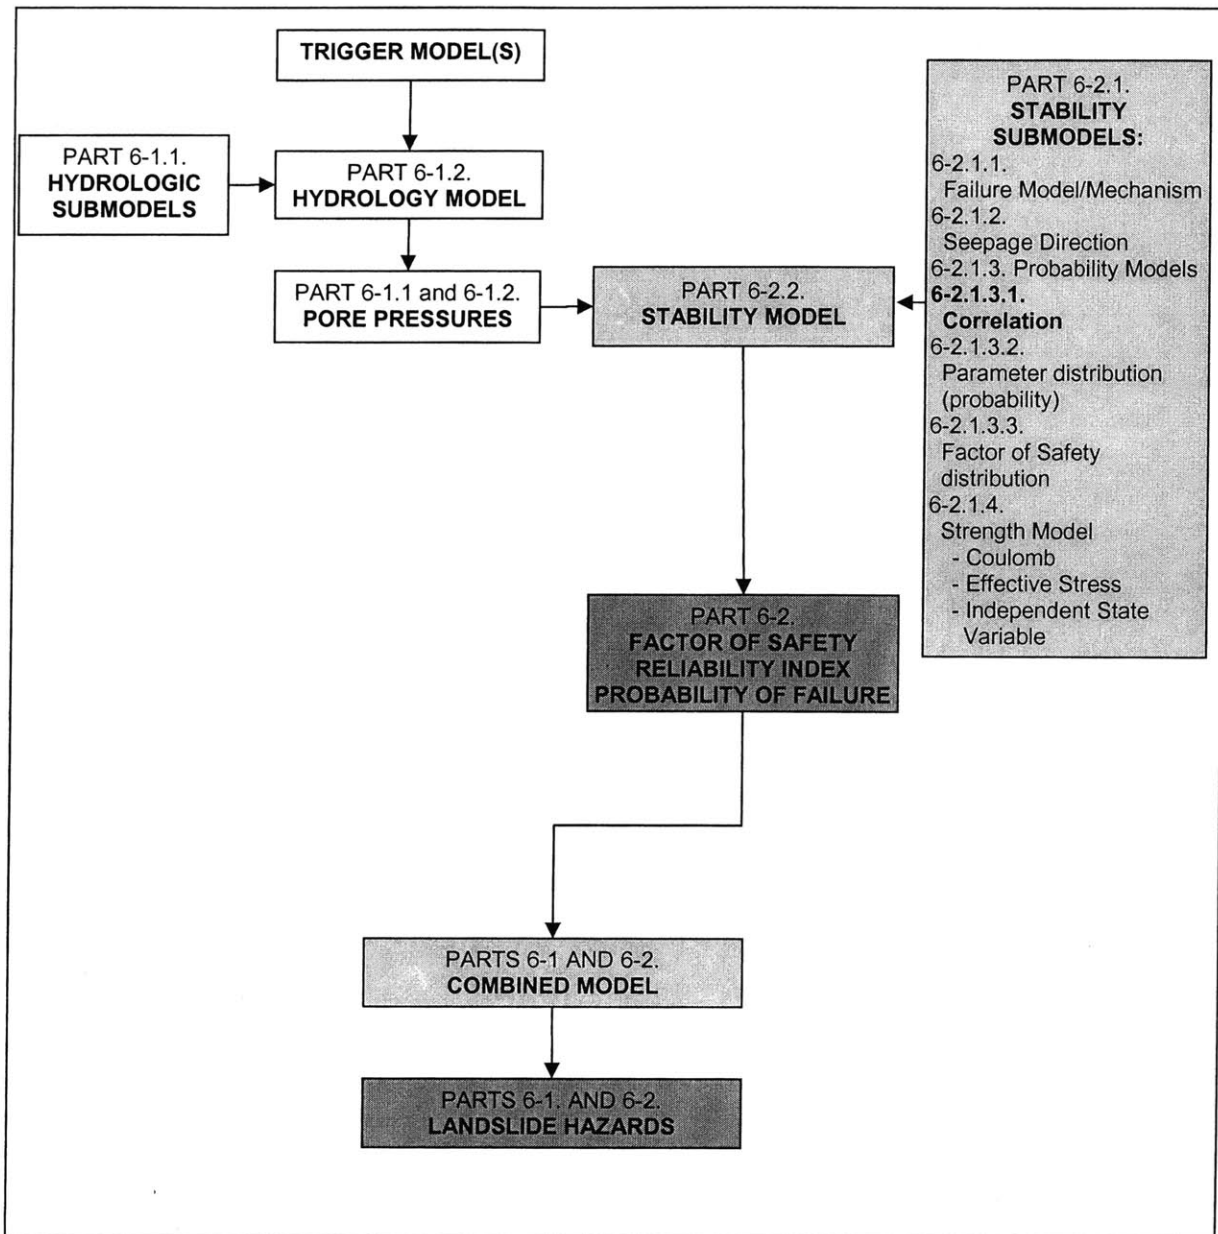 TRIGGER MODEL(S)
PART 6-1.1.
HYDROLOGIC
SUBMODELS
PART 6-1.2.
HYDROLOGY MODEL
PART 6-1.1 and 6-1.2.
PORE PRESSURES
PART 6-2.2.
STABILITY MODEL
PART 6-2.1.
STABILITY
SUBMODELS:
6-2.1.1.
Failure Model/Mechanism
6-2.1.2.
Seepage Direction
6-2.1.3. Probability Models
6-2.1.3.1.
Correlation
6-2.1.3.2.
Parameter distribution
(probability)
6-2.1.3.3.
Factor of Safety
distribution
6-2.1.4.
Strength Model
- Coulomb
- Effective Stress
- Independent State
Variable
PART 6-2.
FACTOR OF SAFETY
RELIABILITY INDEX
PROBABILITY OF FAILURE
PARTS 6-1 AND 6-2.
COMBINED MODEL
PARTS 6-1. AND 6-2.
LANDSLIDE HAZARDS